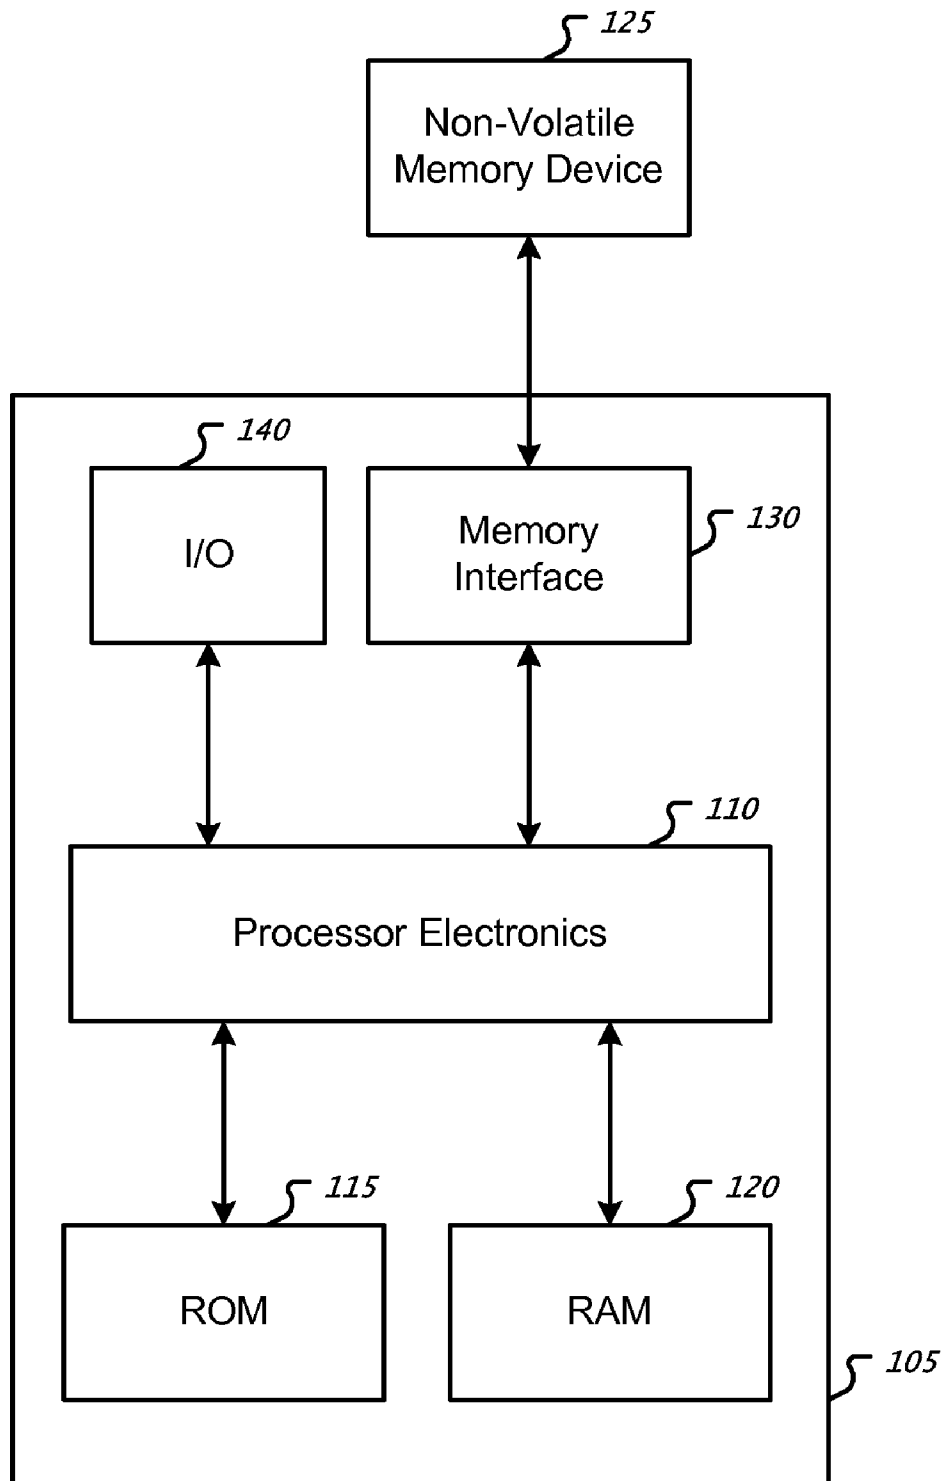 125
Non-Volatile
Memory Device
140
I/O
Memory
Interface
130
110
Processor Electronics
115
ROM
120
RAM
105